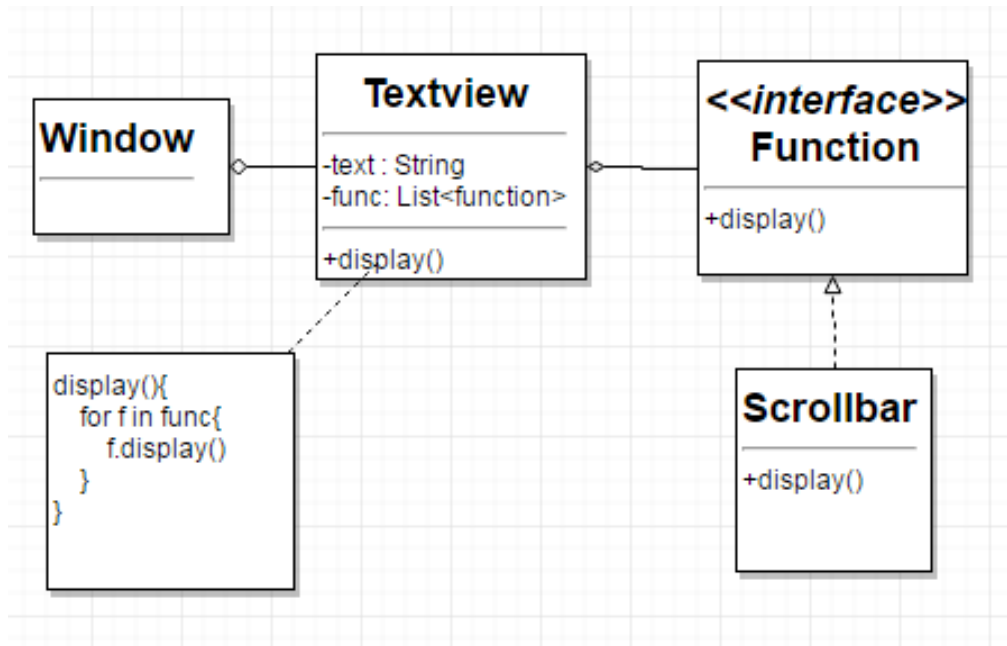 Window
Textview
-text : String
-func: List<function>
+display()
<<interface>>
Function
+display()
display(){
for f in func{
f.display()
}
}
Scrollbar
+display()